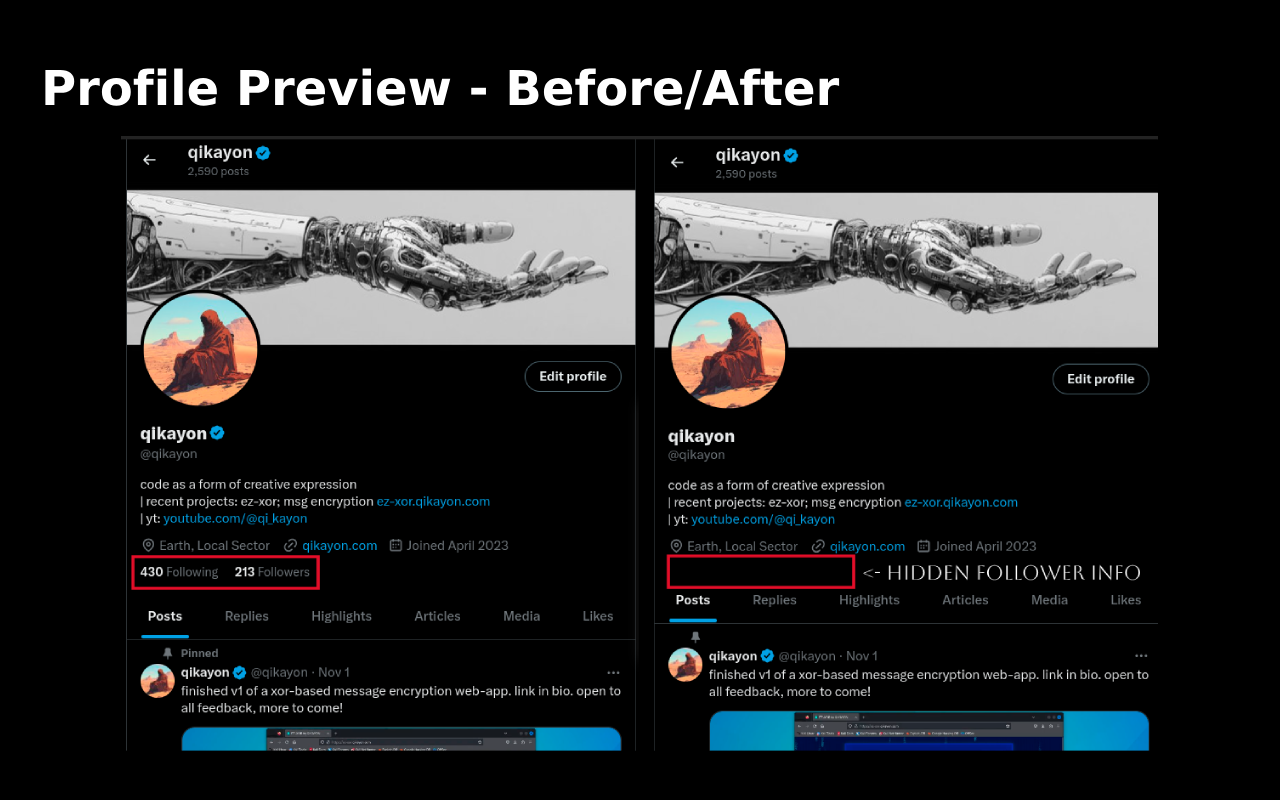 Profile Preview - Before/After
qikayon
2,590 posts
Edit profile
qikayon
@qikayon
code as a form of creative expression
| recent projects: ez-xor; msg encryption ez-xor.qikayon.com
| yt: youtube.com/@qi_kayon
Earth, Local Sector qikayon.com Joined April 2023
430 Following 213 Followers
Posts Replies Highlights Articles Media Likes
Pinned
qikayon @qikayon · Nov 1 ···
finished v1 of a xor-based message encryption web-app. link in bio. open to
all feedback, more to come!
qikayon
2,590 posts
Edit profile
qikayon
@qikayon
code as a form of creative expression
| recent projects: ez-xor; msg encryption ez-xor.qikayon.com
| yt: youtube.com/@qi_kayon
Earth, Local Sector qikayon.com Joined April 2023
<- HIDDEN FOLLOWER INFO
Posts Replies Highlights Articles Media Likes
qikayon @qikayon · Nov 1 ···
finished v1 of a xor-based message encryption web-app. link in bio. open to
all feedback, more to come!